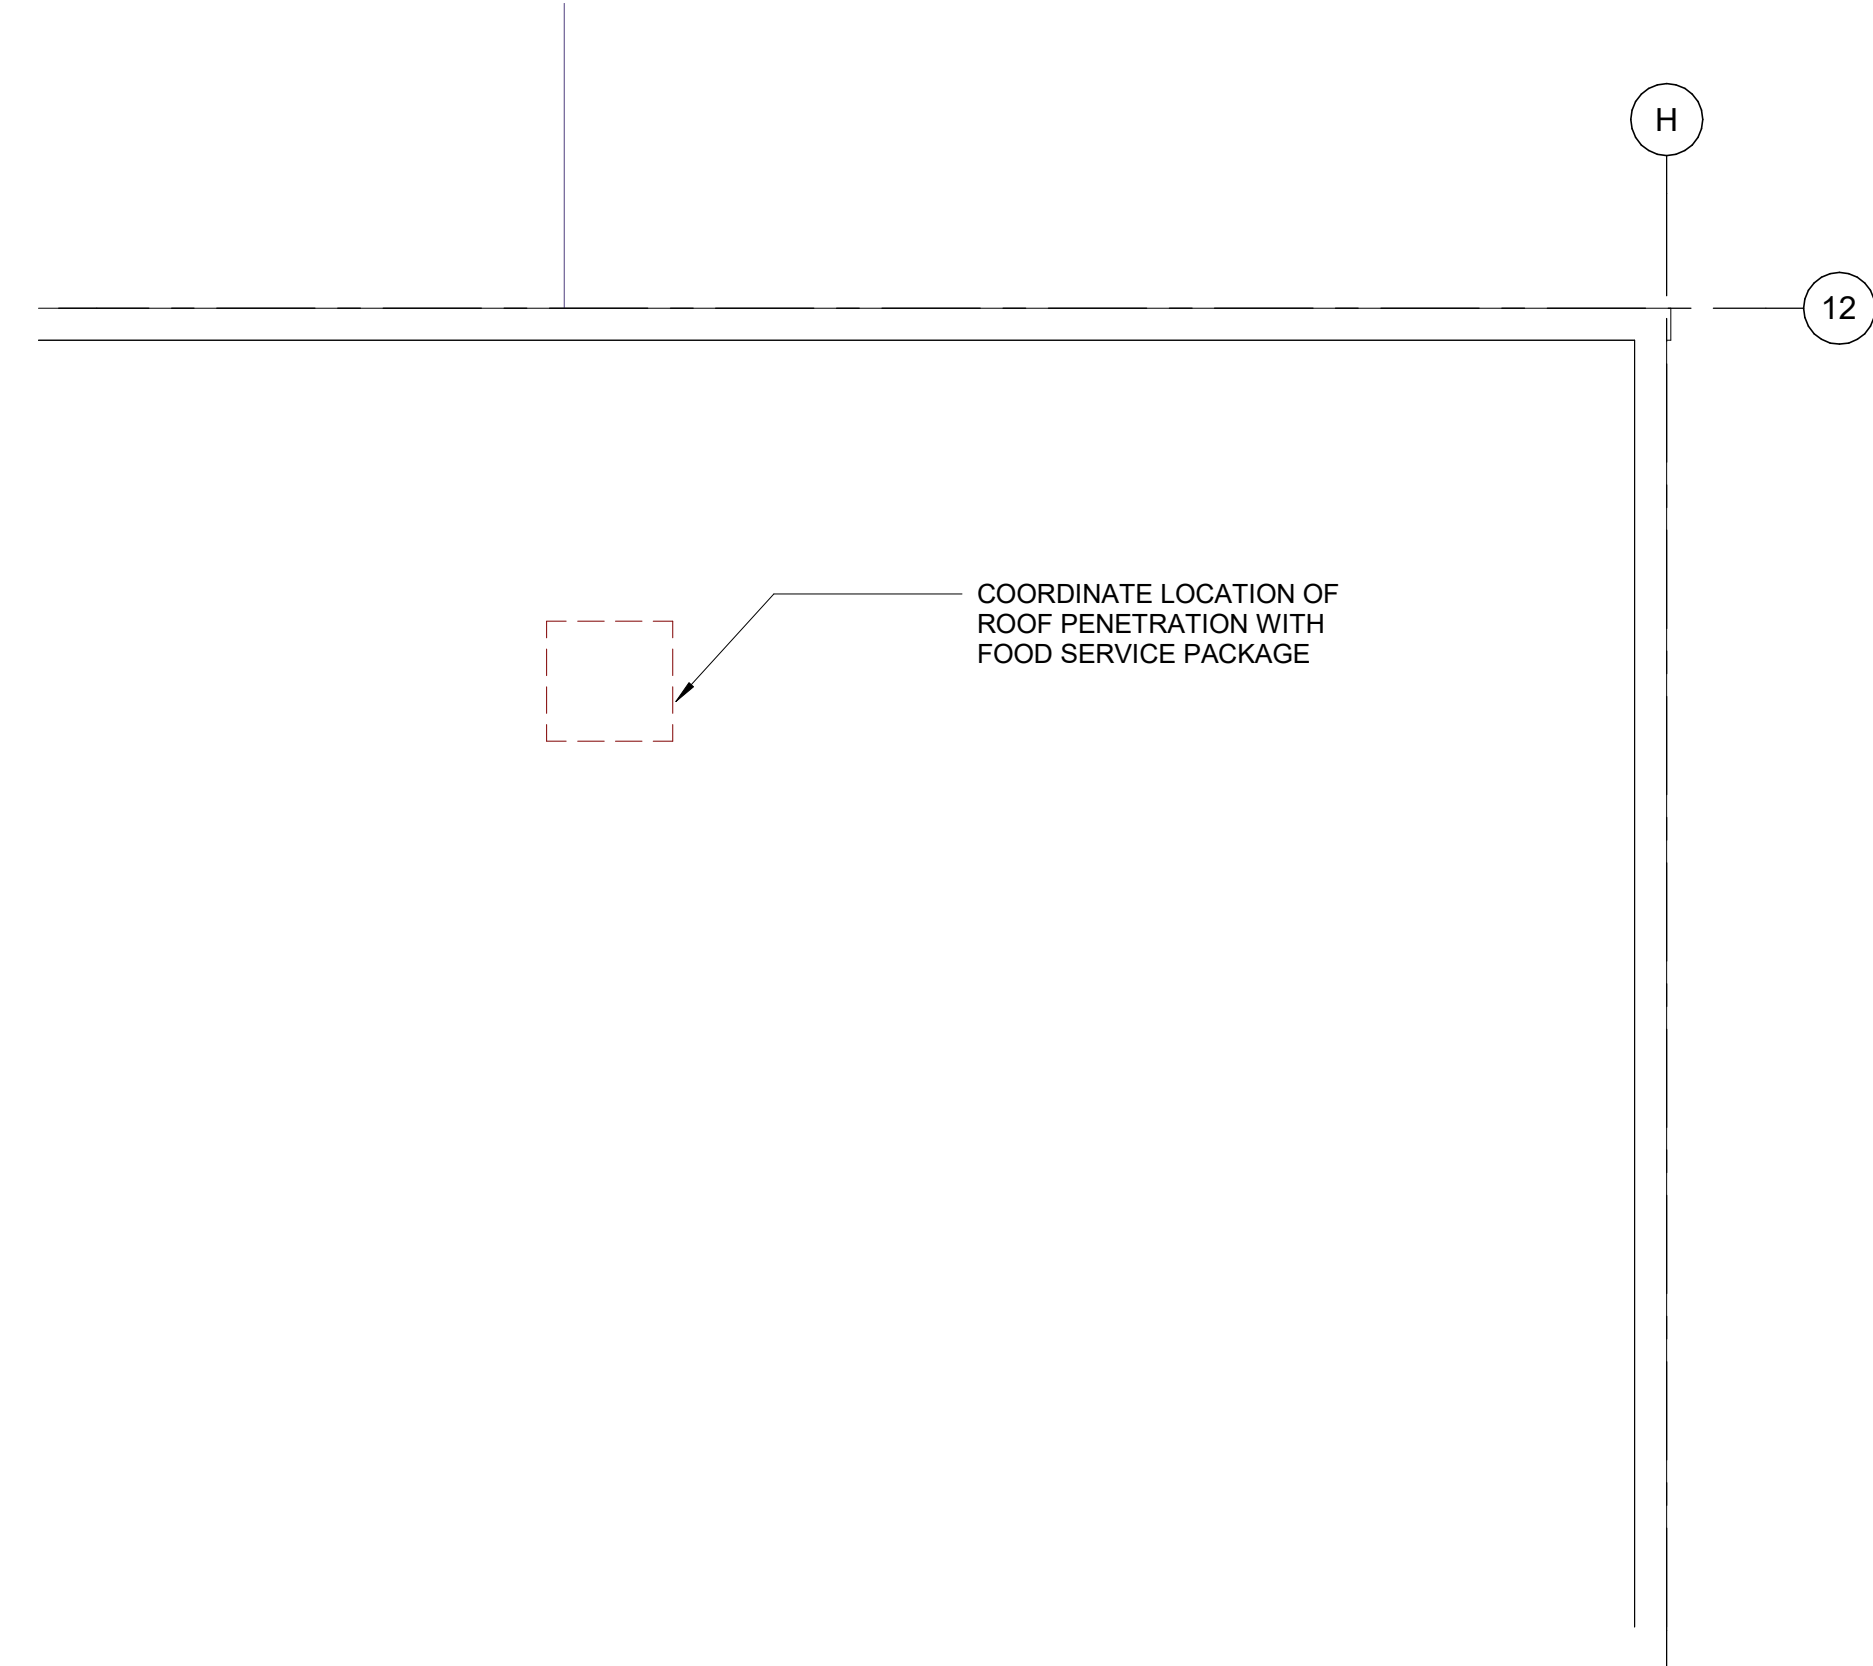 H
12
COORDINATE LOCATION OF
ROOF PENETRATION WITH
FOOD SERVICE PACKAGE